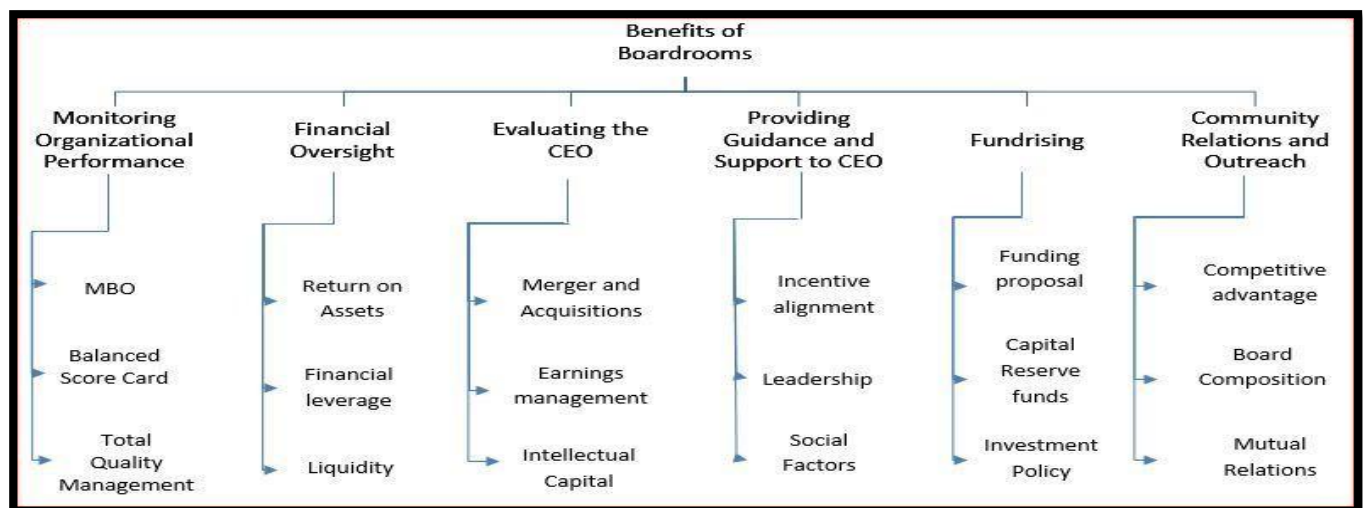 Benefits of
Boardrooms
Monitoring
Organizational
Performance
Financial
Oversight
Evaluating the
CEO
Providing
Guidance and
Support to CEO
Fundrising
Community
Relations and
Outreach
MBO
Balanced
Score Card
Total
Quality
Management
Return on
Assets
Financial
leverage
Liquidity
Merger and
Acquisitions
Earnings
management
Intellectual
Capital
Incentive
alignment
Leadership
Social
Factors
Funding
proposal
Capital
Reserve
funds
Investment
Policy
Competitive
advantage
Board
Composition
Mutual
Relations